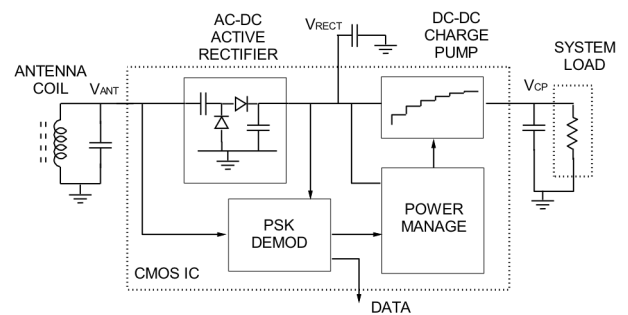 AC-DC
ACTIVE
RECTIFIER
VRECT
DC-DC
CHARGE
PUMP
SYSTEM
LOAD
ANTENNA
COIL
VANT
VCP
PSK
DEMOD
POWER
MANAGE
CMOS IC
DATA